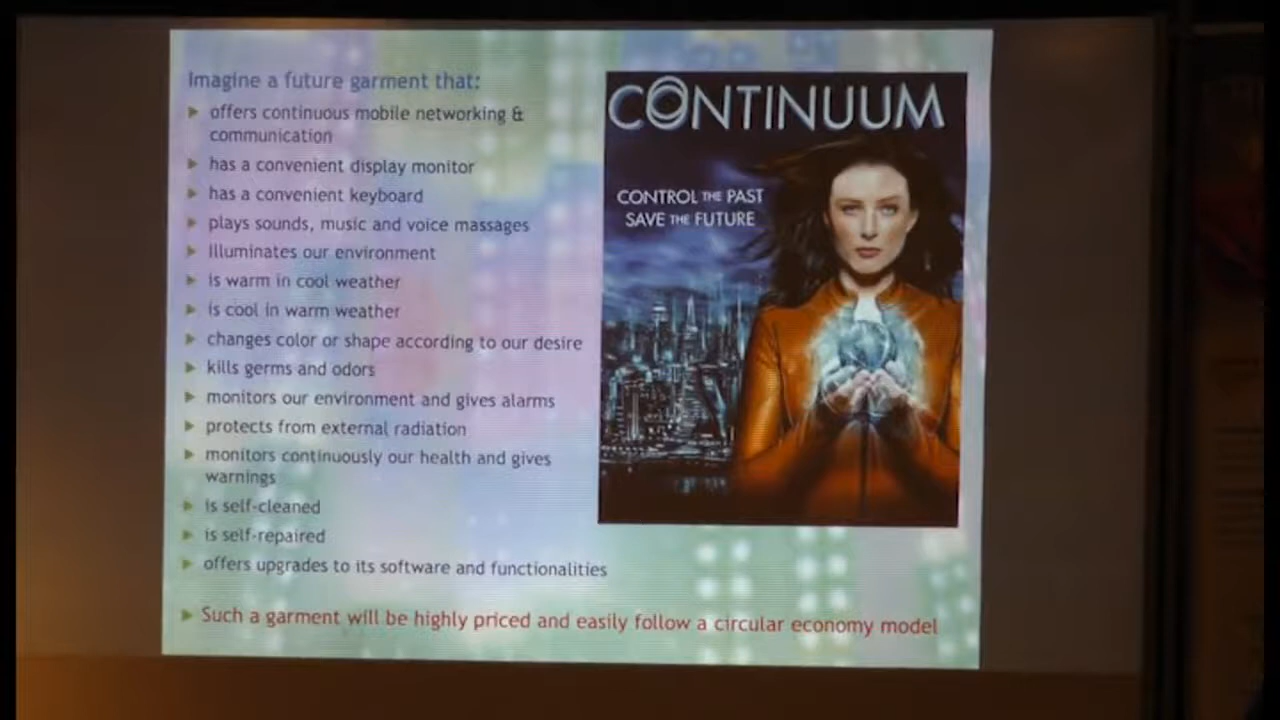 Imagine a future garment that:
offers continuous mobile networking &
communication
has a convenient display monitor
has a convenient keyboard
plays sounds, music and voice massages
Illuminates our environment
is warm in cool weather
is cool in warm weather
changes color or shape according to our desire
kills germs and odors
monitors our environment and gives alarms
protects from external radiation
monitors continuously our health and gives
warnings
is self-cleaned
is self-repaired
offers upgrades to its software and functionalities
Such a garment will be highly priced and easily follow a circular economy model
CONTINUUM
CONTROL THE PAST
SAVE THE FUTURE